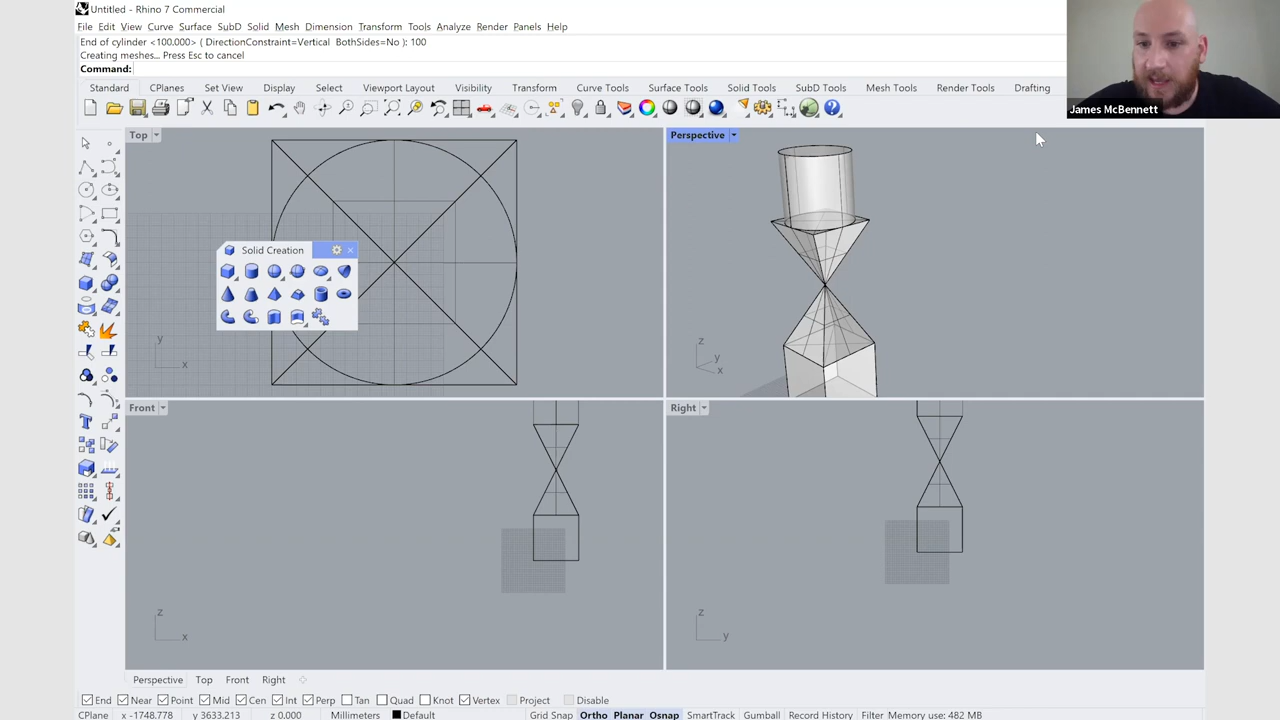 Untitled - Rhino 7 Commercial
File Edit View Curve Surface SubD Solid Mesh Dimension Transform Tools Analyze Render Panels Help
End of cylinder <100.000> ( DirectionConstraint=Vertical BothSides=No ): 100
Creating meshes... Press Esc to cancel
Command:
Standard CPlanes Set View Display Select Viewport Layout Visibility Transform Curve Tools Surface Tools Solid Tools SubD Tools Mesh Tools Render Tools Drafting
James McBennett
Top
Perspective
Solid Creation
y
x
z
y
x
Front
Right
z
x
z
y
Perspective Top Front Right
End Near Point Mid Cen Int Perp Tan Quad Knot Vertex Project Disable
CPlane x -1748.778 y 3633.213 z 0.000 Millimeters Default Grid Snap Ortho Planar Osnap SmartTrack Gumball Record History Filter Memory use: 482 MB